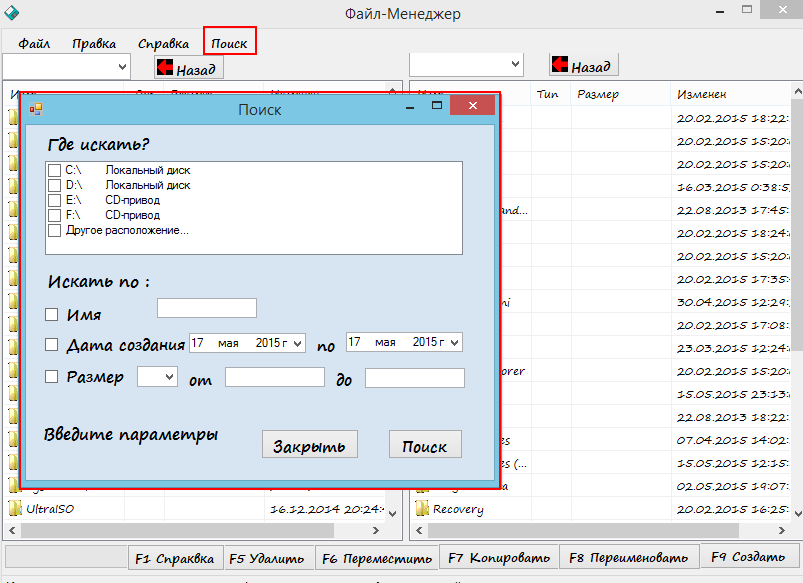 Файл-Менеджер
Файл Правка Справка Поиск
Назад Назад
Тип Размер Изменен
Поиск
Где искать?
C:\ Локальный диск
D:\ Локальный диск
E:\ CD-привод
F:\ CD-привод
Другое расположение...
Искать по :
Имя
Дата создания 17 мая 2015 г по 17 мая 2015 г
Размер от до
Введите параметры Закрыть Поиск
20.02.2015 18:22:
20.02.2015 15:20:
20.02.2015 15:20:
16.03.2015 0:38:5
and... 22.08.2013 17:45:
20.02.2015 18:24:
20.02.2015 15:20:
20.02.2015 17:35:
30.04.2015 12:29:
20.02.2015 17:08:
23.03.2015 12:24:
orer 20.02.2015 15:20:
15.05.2015 23:13:
22.08.2013 18:22:
es 07.04.2015 14:02:
es (... 15.05.2015 12:15:
02.05.2015 19:07:
UltraISO 16.12.2014 20:24: Recovery 20.02.2015 16:25:
F1 Спраквка F5 Удалить F6 Переместить F7 Копировать F8 Переименовать F9 Создать